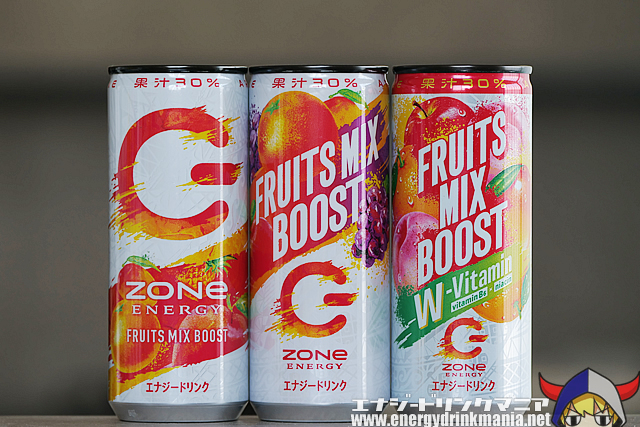 果汁30%
ZONe
ENERGY
FRUITS MIX BOOST
エナジードリンク
果汁30%
FRUITS MIX
BOOST
ZONe
ENERGY
エナジードリンク
果汁30%
FRUITS
MIX
BOOST
W-Vitamin
vitamin B6
ZONe
ENERGY
エナジードリンク
エナジードリンクマニア
www.energydrinkmania.net